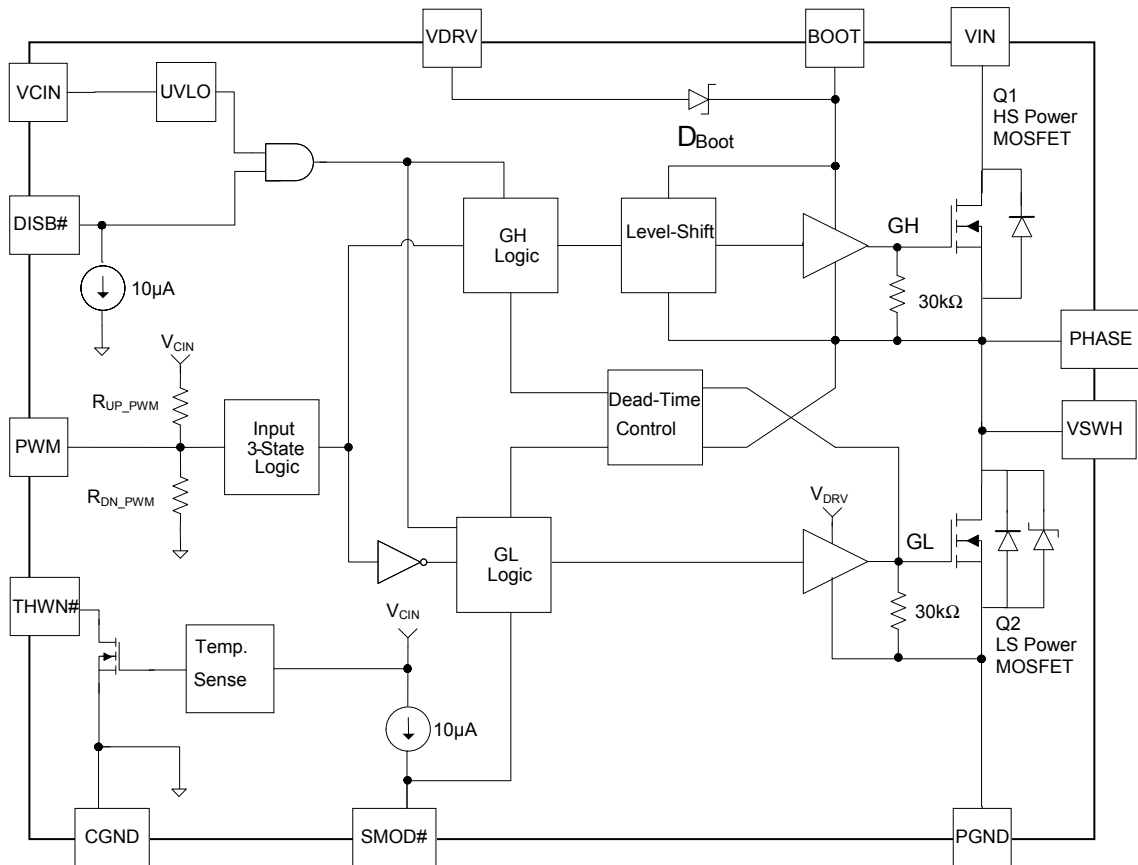 VDRV
BOOT
VIN
VCIN
UVLO
Q1
HS Power
MOSFET
DBoot
DISB#
GH
Logic
Level-Shift
GH
10µA
30kΩ
VCIN
PHASE
RUP_PWM
Dead-Time
Control
PWM
Input
3-State
Logic
VSWH
RDN_PWM
VDRV
GL
Logic
GL
THWN#
VCIN
30kΩ
Temp.
Sense
Q2
LS Power
MOSFET
10µA
CGND
SMOD#
PGND